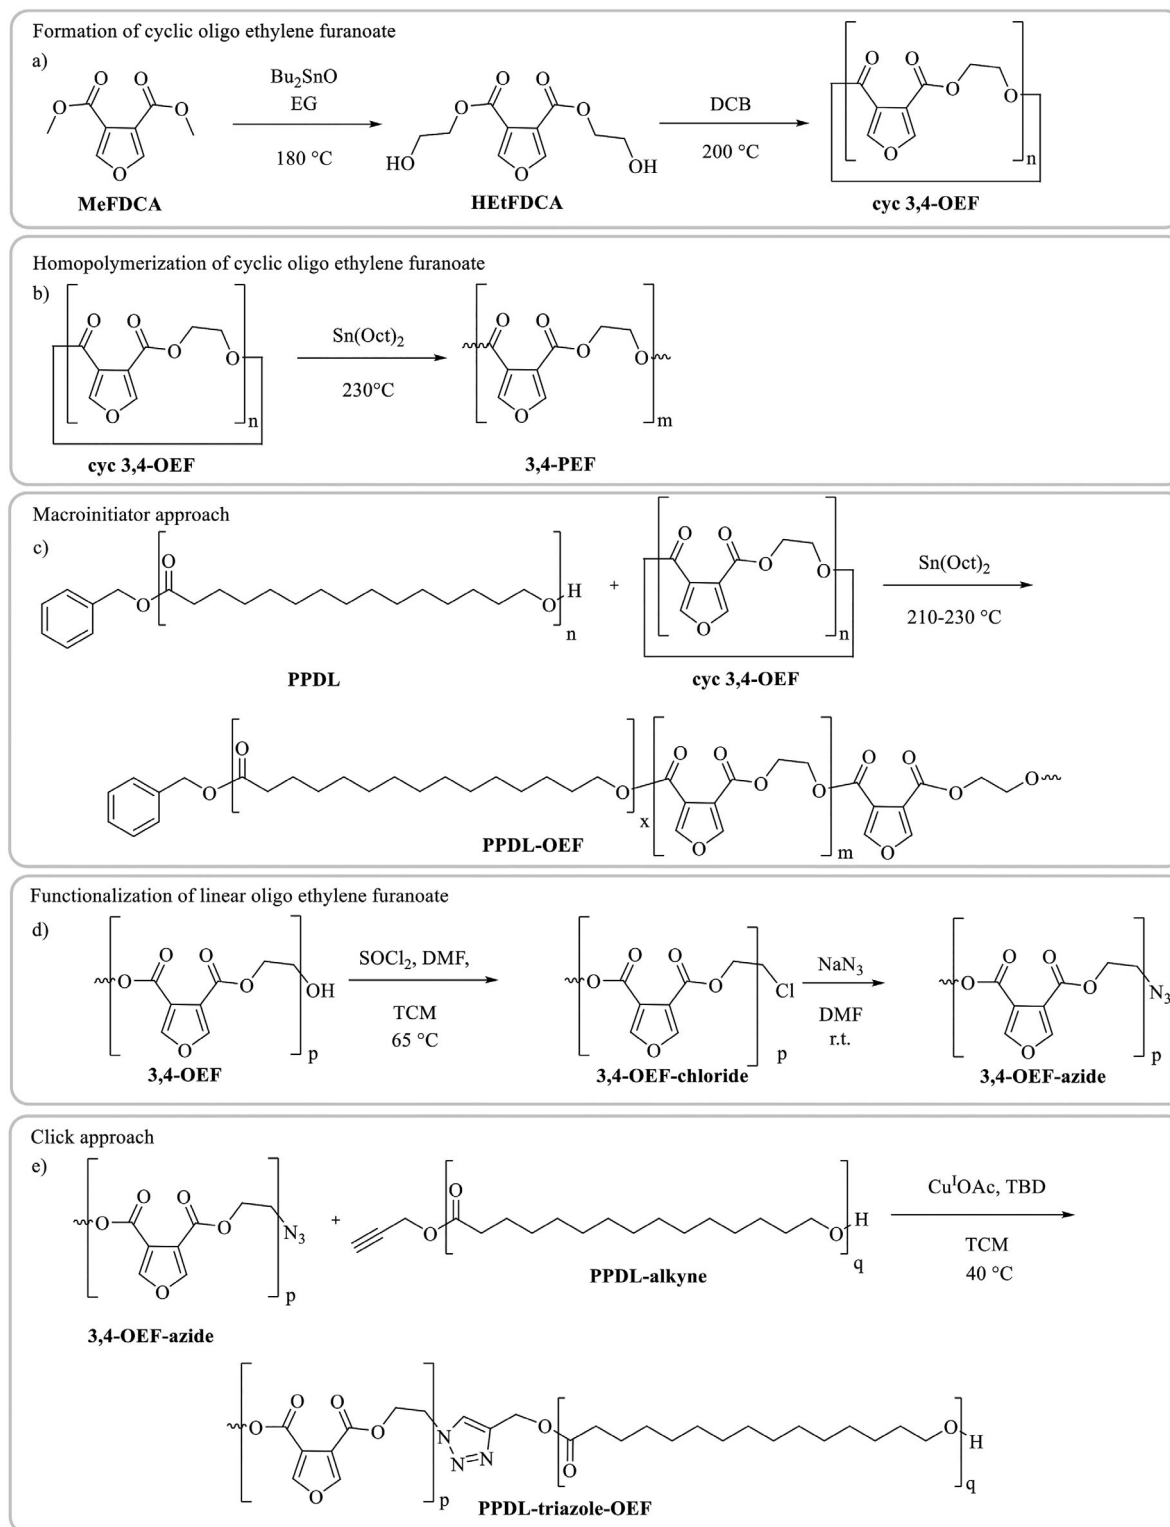 Formation of cyclic oligo ethylene furanoate
a)
O O
O O
O
MeFDCA
Bu₂SnO
EG
180 °C
O O
O O
HO OH
O
HEtFDCA
DCB
200 °C
O O
O O
O
n
cyc 3,4-OEF
Homopolymerization of cyclic oligo ethylene furanoate
b)
O O
O O
O
n
cyc 3,4-OEF
Sn(Oct)₂
230°C
O O
O O
O
m
3,4-PEF
Macroinitiator approach
c)
O
O O H
n
PPDL
+
O O
O O
O
n
cyc 3,4-OEF
Sn(Oct)₂
210-230 °C
O O O O O
O O O O O O
x
O O
m
PPDL-OEF
Functionalization of linear oligo ethylene furanoate
d)
O O
O O OH
O
p
3,4-OEF
SOCl₂, DMF,
TCM
65 °C
O O
O O Cl
O
p
3,4-OEF-chloride
NaN₃
DMF
r.t.
O O
O O N₃
O
p
3,4-OEF-azide
Click approach
e)
O O
O O N₃
O
p
3,4-OEF-azide
+
O
O O H
q
PPDL-alkyne
CuᴵOAc, TBD
TCM
40 °C
O O
O O
O
p
N
N N
O
O
O H
q
PPDL-triazole-OEF